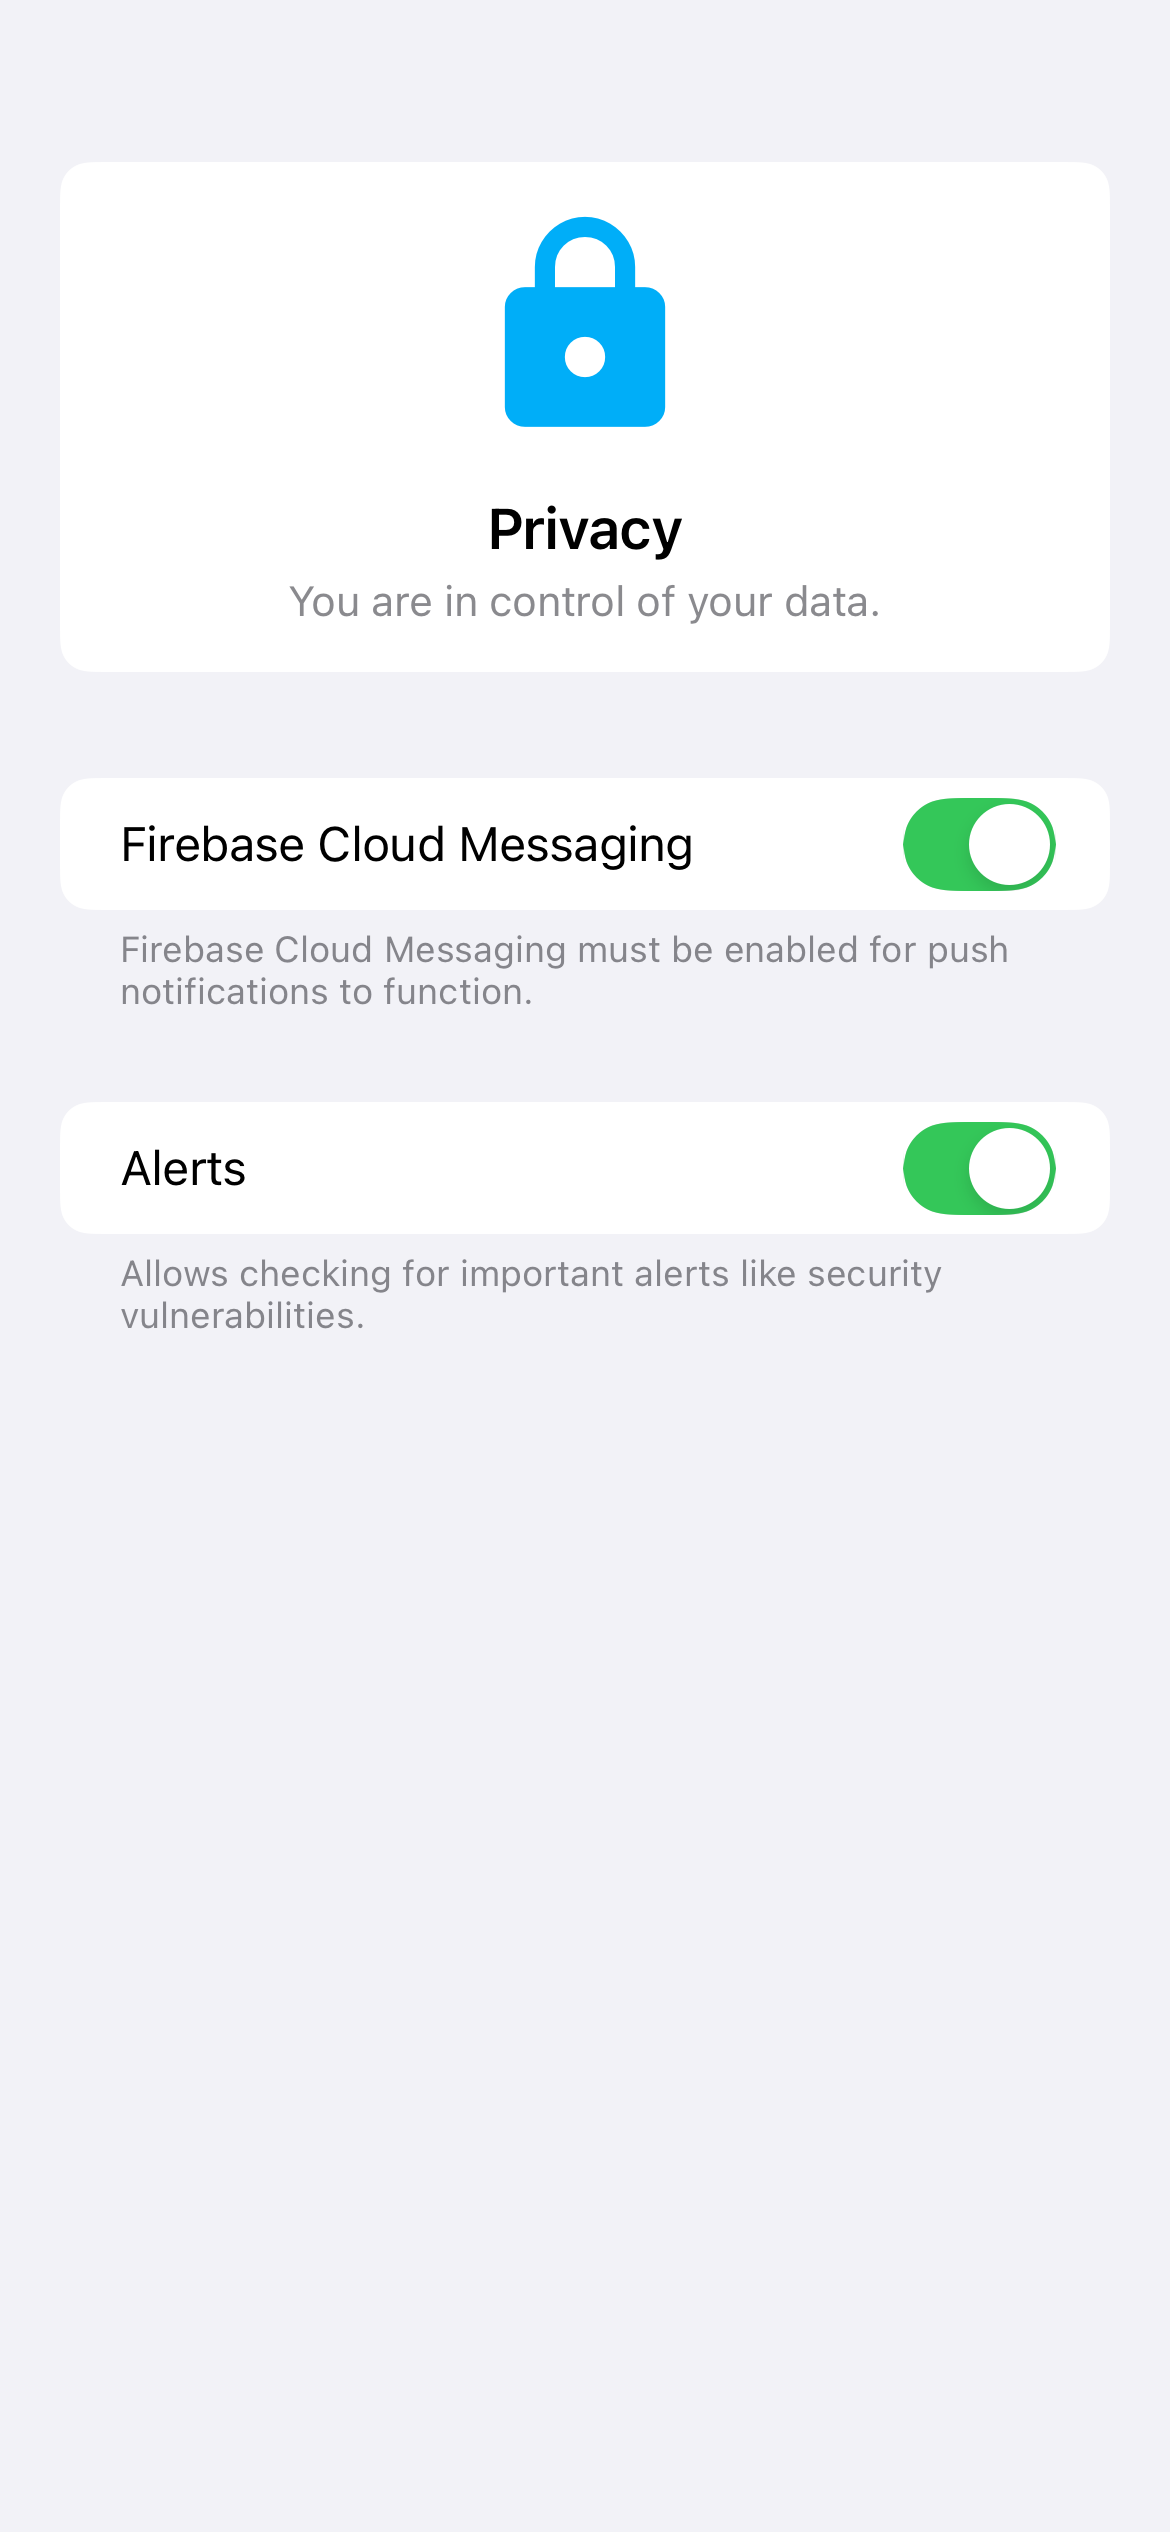 Privacy
You are in control of your data.
Firebase Cloud Messaging
Firebase Cloud Messaging must be enabled for push
notifications to function.
Alerts
Allows checking for important alerts like security
vulnerabilities.